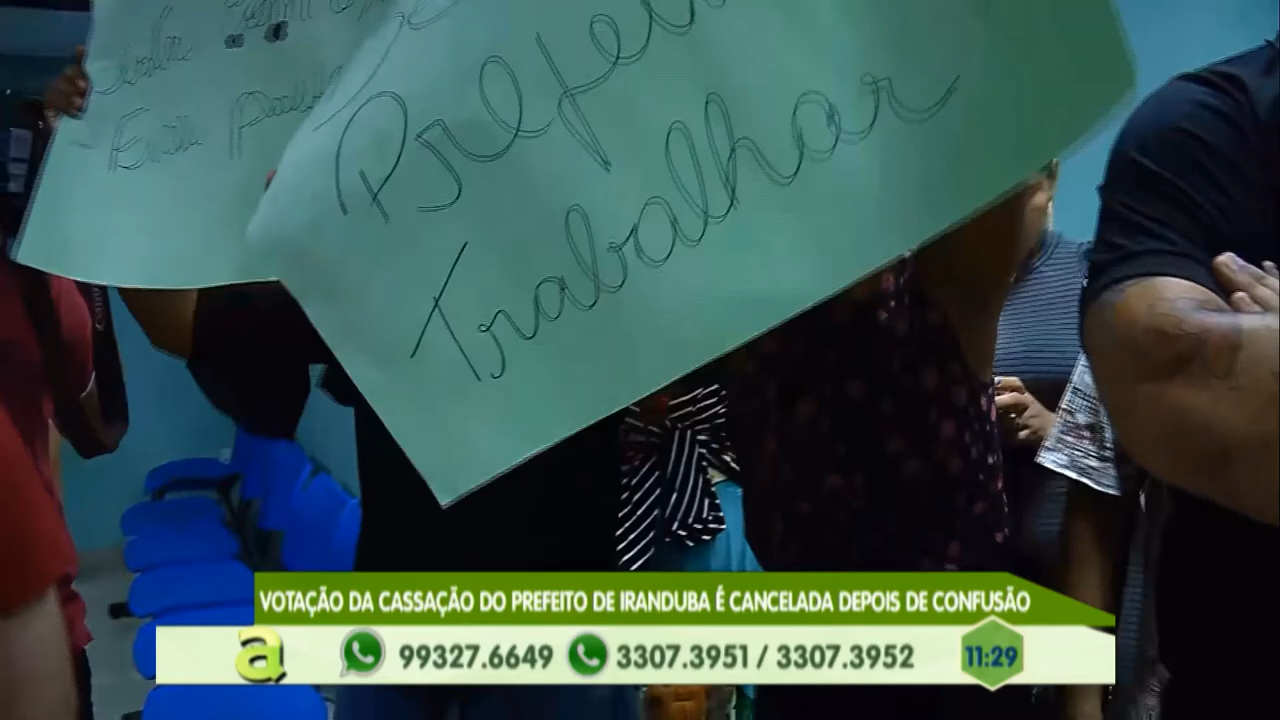 Prefei
Trabalhar
VOTAÇÃO DA CASSAÇÃO DO PREFEITO DE IRANDUBA É CANCELADA DEPOIS DE CONFUSÃO
a 99327.6649 3307.3951 / 3307.3952 11:29